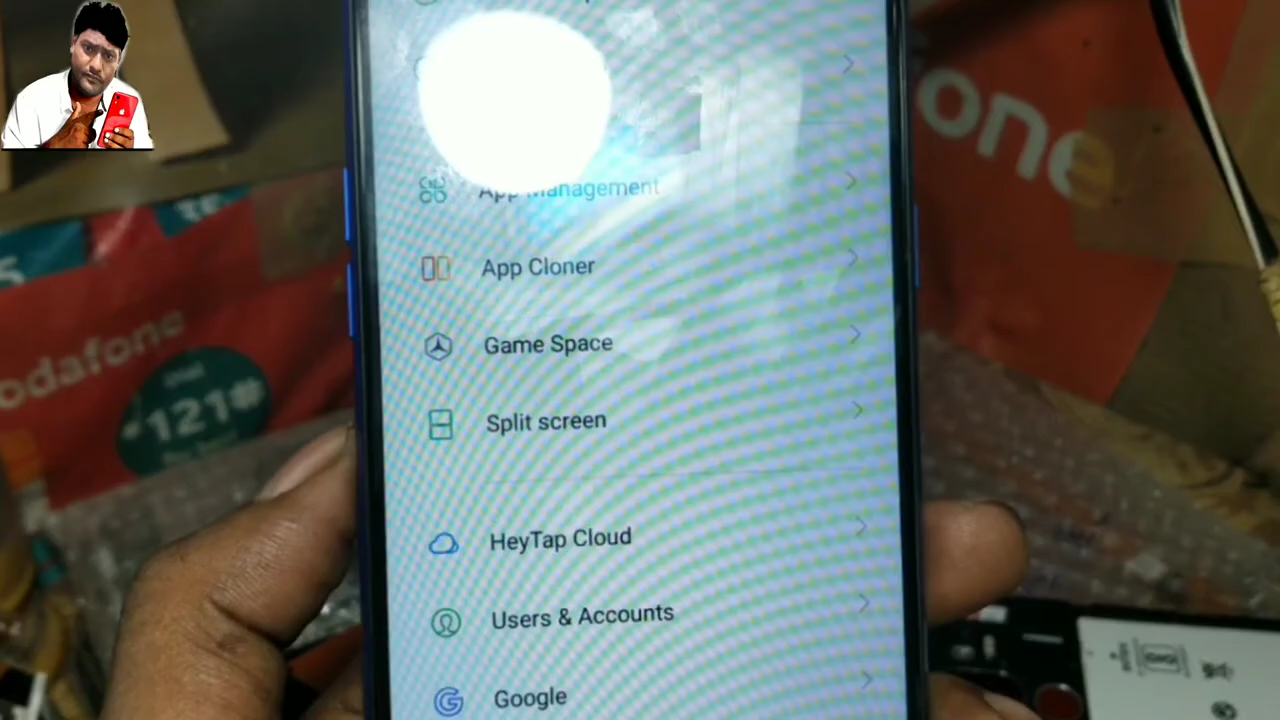 one
App Management
App Cloner
Game Space
odafone
121#
Split screen
HeyTap Cloud
Users & Accounts
Google